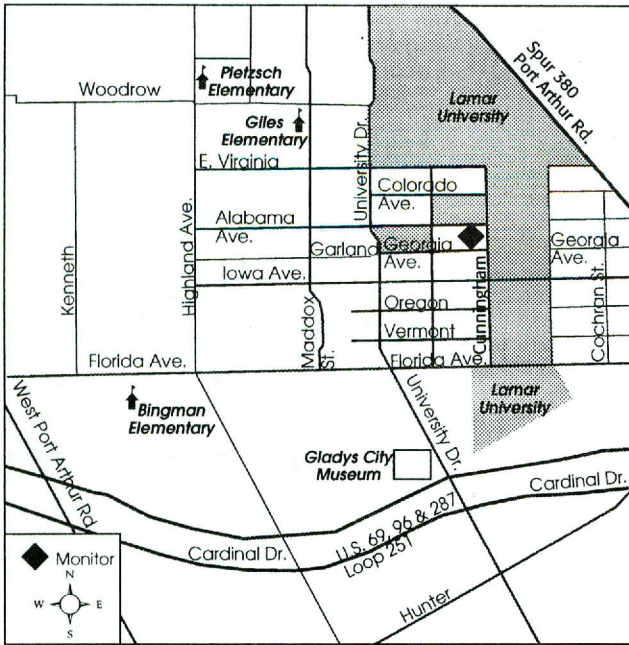 Spur 380
Port Arthur Rd.
Pietzsch
Elementary
Woodrow
Lamar
University
Giles
Elementary
University Dr.
E. Virginia
Colorado
Ave.
Alabama
Ave.
Garland
Georgia
Ave.
Georgia
Ave.
Iowa Ave.
Kenneth
Highland Ave.
Maddox
St.
Oregon
Vermont
Cunningham
Cochran St.
Florida Ave.
Florida Ave.
West Port Arthur Rd
Bingman
Elementary
Lamar
University
University Dr.
Gladys City
Museum
Cardinal Dr.
Cardinal Dr.
U.S. 69, 96 & 287
Loop 251
Hunter
Monitor
N
W E
S